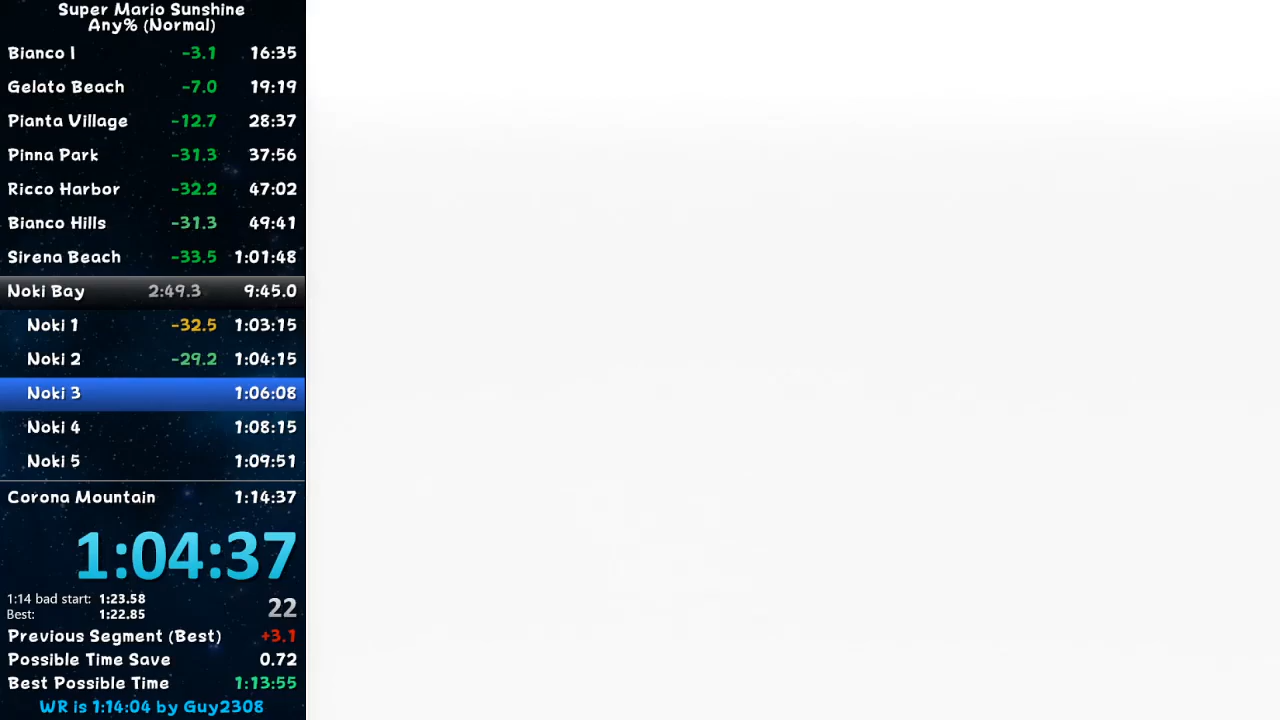 Super Mario Sunshine
Any% (Normal)
Bianco 1 -3.1 16:35
Gelato Beach -7.0 19:19
Pianta Village -12.7 28:37
Pinna Park -31.3 37:56
Ricco Harbor -32.2 47:02
Bianco Hills -31.3 49:41
Sirena Beach -33.5 1:01:48
Noki Bay 2:49.3 9:45.0
Noki 1 -32.5 1:03:15
Noki 2 -29.2 1:04:15
Noki 3 1:06:08
Noki 4 1:08:15
Noki 5 1:09:51
Corona Mountain 1:14:37
1:04:37
1:14 bad start: 1:23.58
Best: 1:22.85
22
Previous Segment (Best) +3.1
Possible Time Save 0.72
Best Possible Time 1:13:55
WR is 1:14:04 by Guy2308